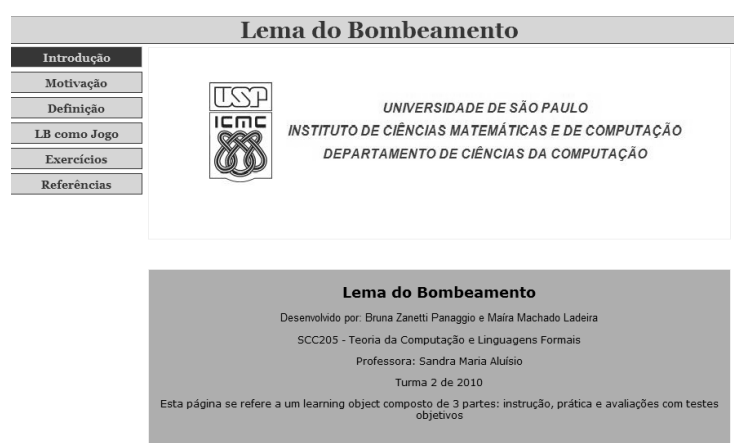 Lema do Bombeamento
Introdução
Motivação
Definição
LB como Jogo
Exercícios
Referências
USP
ICMC
UNIVERSIDADE DE SÃO PAULO
INSTITUTO DE CIÊNCIAS MATEMÁTICAS E DE COMPUTAÇÃO
DEPARTAMENTO DE CIÊNCIAS DA COMPUTAÇÃO
Lema do Bombeamento
Desenvolvido por: Bruna Zanetti Panaggio e Maíra Machado Ladeira
SCC205 - Teoria da Computação e Linguagens Formais
Professora: Sandra Maria Aluísio
Turma 2 de 2010
Esta página se refere a um learning object composto de 3 partes: instrução, prática e avaliações com testes
objetivos